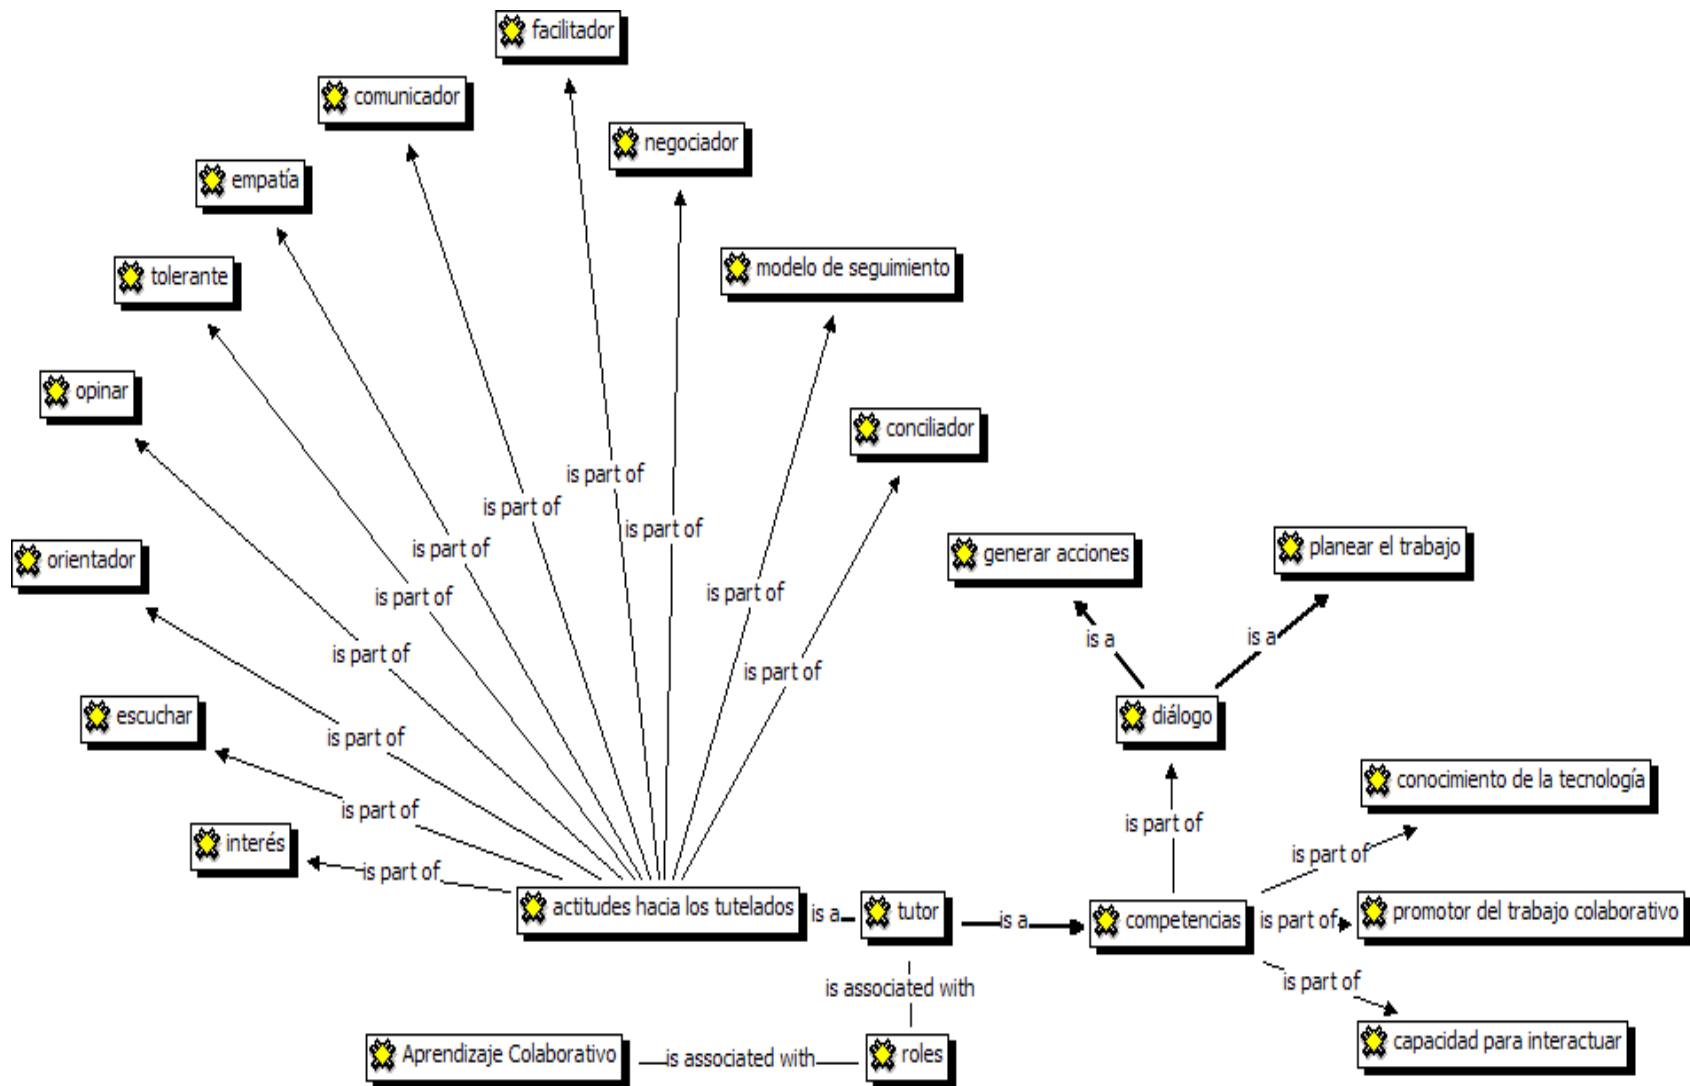 facilitador
comunicador
negociador
empatía
modelo de seguimiento
tolerante
opinar
conciliador
is part of
is part of
is part of
generar acciones
planear el trabajo
orientador
is part of
is part of
is part of
is a
is a
is part of
is part of
escuchar
diálogo
is part of
conocimiento de la tecnología
is part of
is part of
interés
is part of
is part of
actitudes hacia los tutelados
is a
tutor
is a
competencias
is part of
promotor del trabajo colaborativo
is part of
is associated with
capacidad para interactuar
Aprendizaje Colaborativo
is associated with
roles